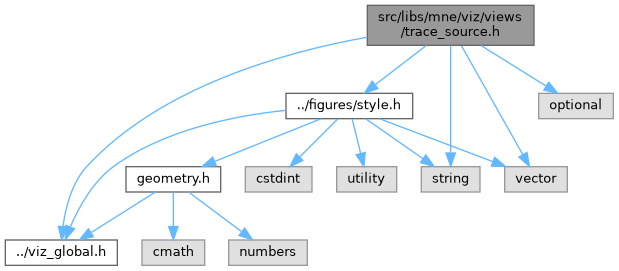 src/libs/mne/viz/views
/trace_source.h
../figures/style.h
optional
geometry.h
cstdint
utility
string
vector
../viz_global.h
cmath
numbers